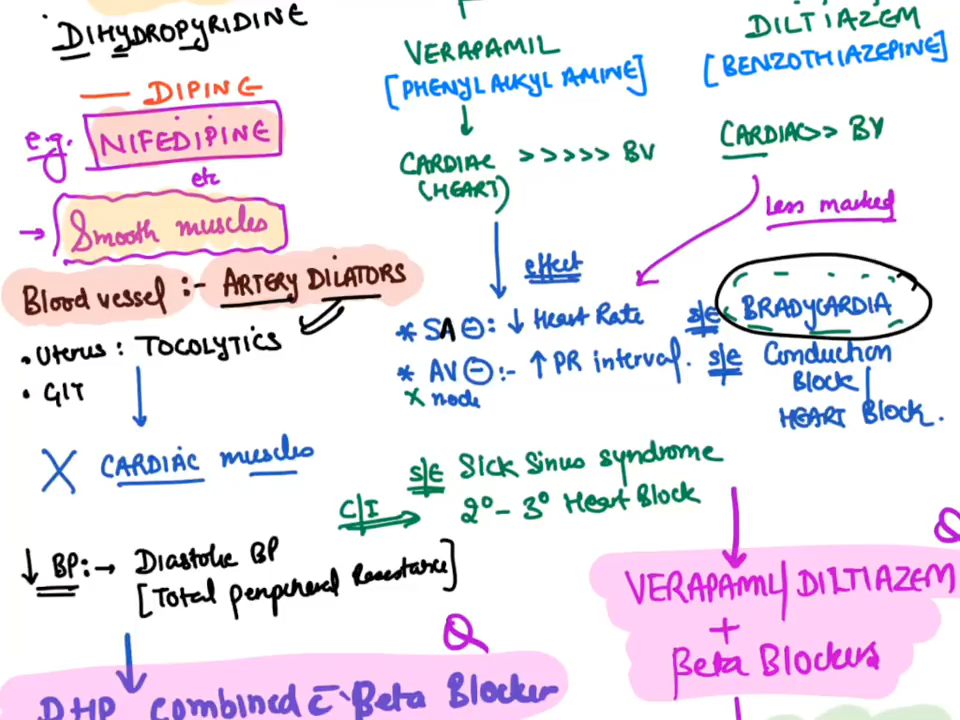 DIHYDROPYRIDINE
— DIPINE
e.g. NIFEDIPINE
etc
→ Smooth muscles
Blood vessel :- ARTERY DILATORS
• Uterus : TOCOLYTICS
• GIT
X CARDIAC muscles
↓ BP:→ Diastolic BP
[Total peripheral Resistance]
Q
DHP combined c̄ Beta Blocker
VERAPAMIL
[PHENYL ALKYL AMINE]
CARDIAC >>>>> BV
(HEART)
effect
* SA ⊖: ↓ Heart Rate s/E BRADYCARDIA
* AV ⊖:- ↑ PR interval. s/e Conduction
x node Block
HEART Block.
s/E Sick Sinus syndrome
C/I → 2° - 3° Heart Block
DILTIAZEM
[BENZOTHIAZEPINE]
CARDIAC>> BV
Less marked
Q
VERAPAMIL/DILTIAZEM
+
Beta Blockers